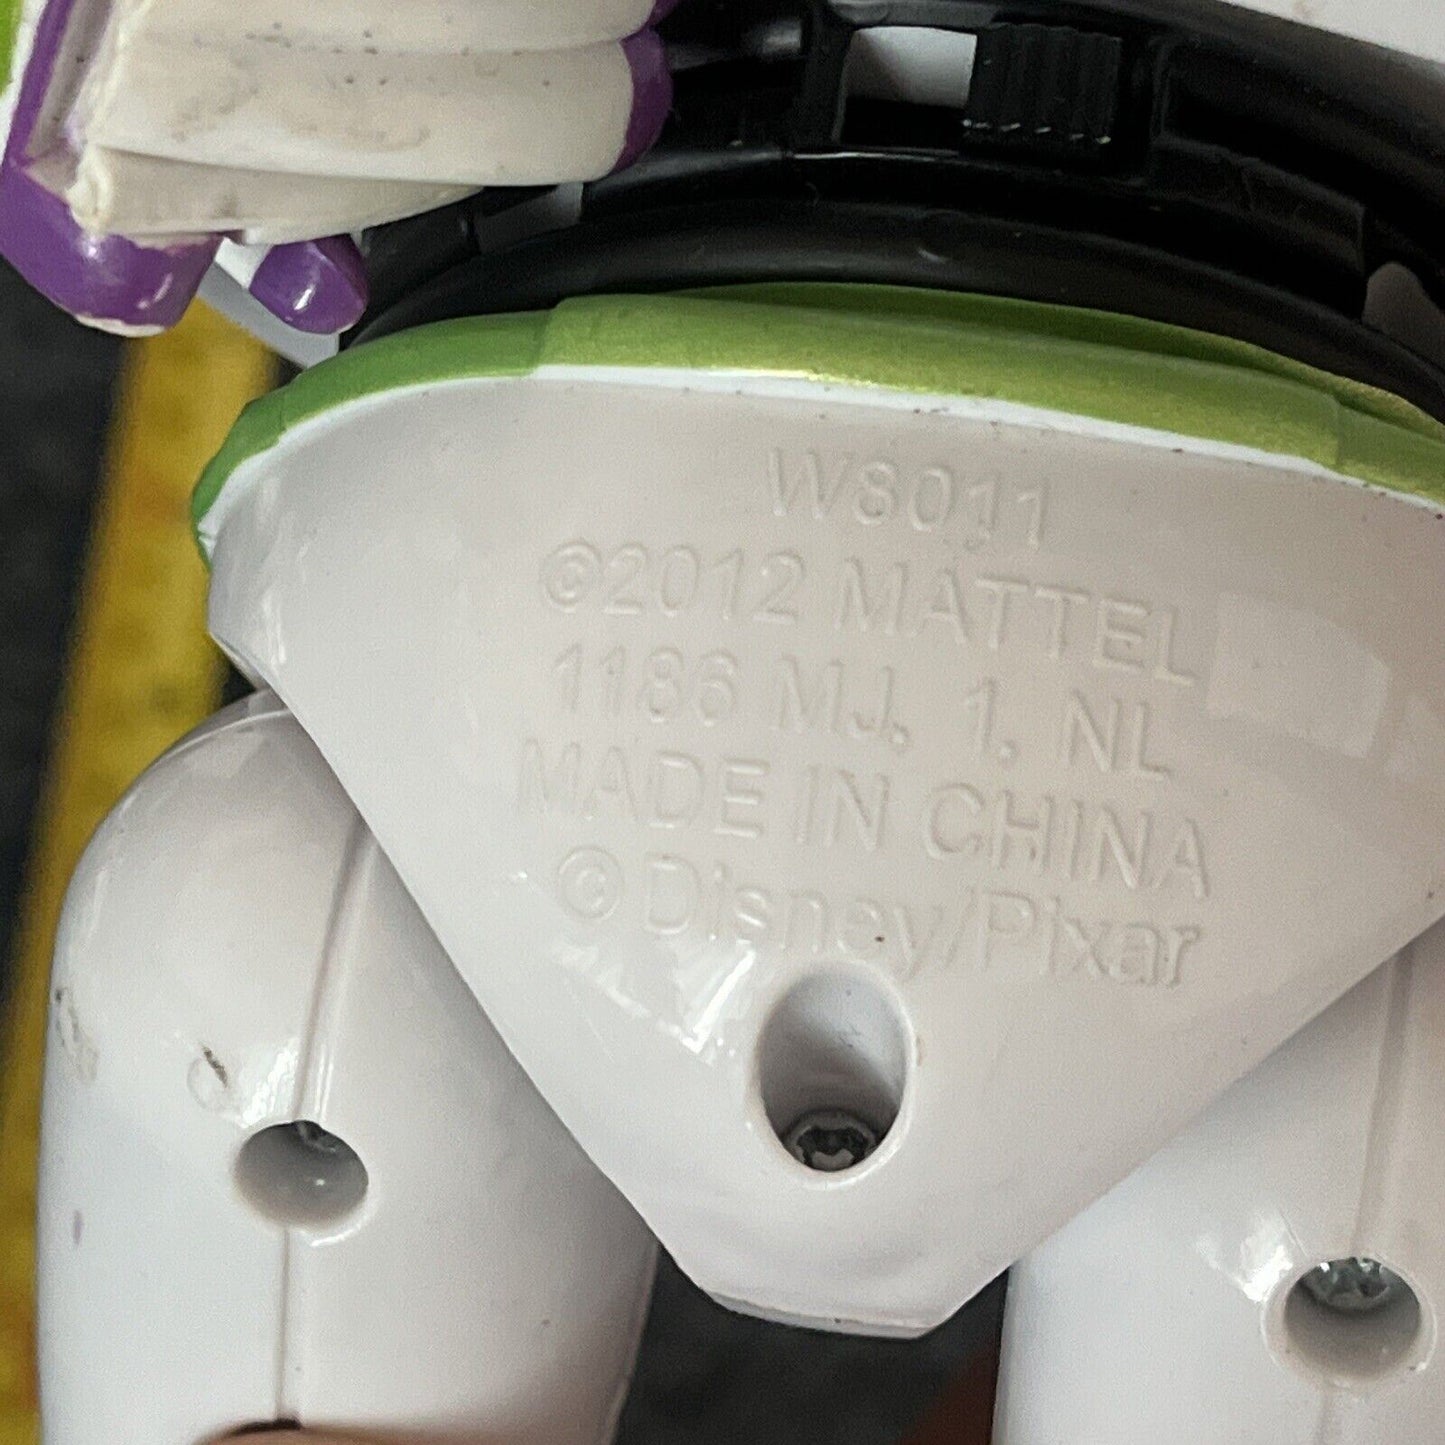 W8011
©2012 MATTEL
1186 MJ. 1. NL
MADE IN CHINA
©Disney/Pixar